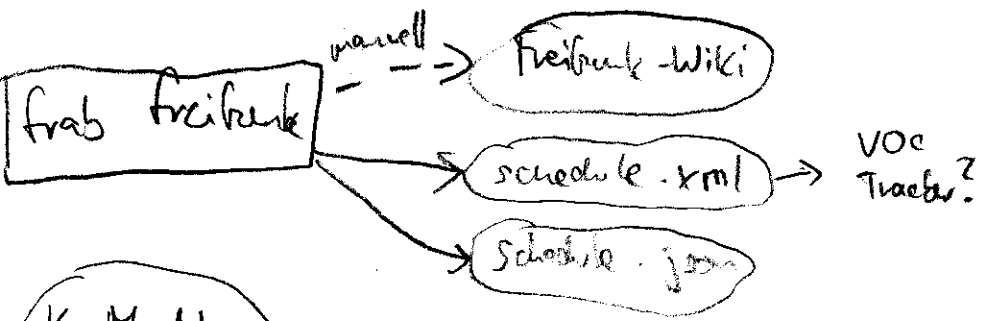 manuell
frab freifunk
Freifunk-Wiki
schedule.xml
VOC
Tracker?
schedule.json